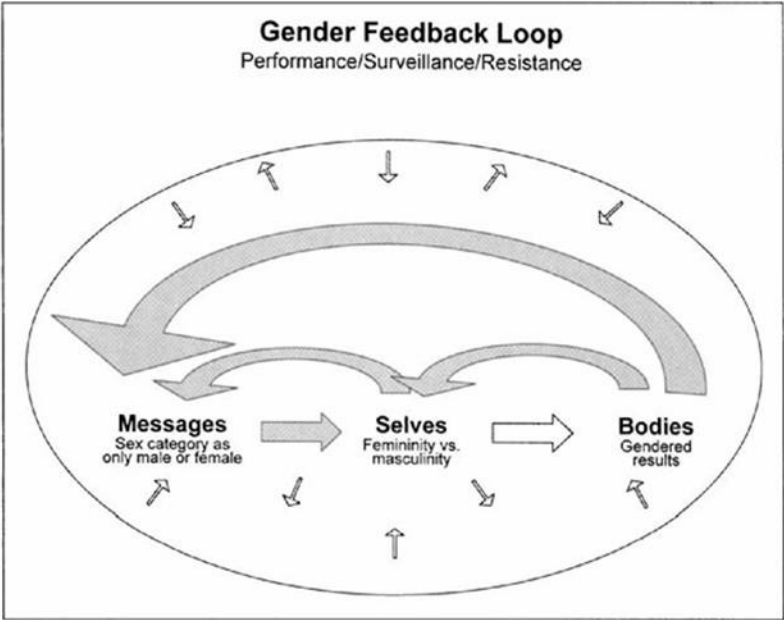 Gender Feedback Loop
Performance/Surveillance/Resistance
Messages
Sex category as
only male or female
Selves
Femininity vs.
masculinity
Bodies
Gendered
results